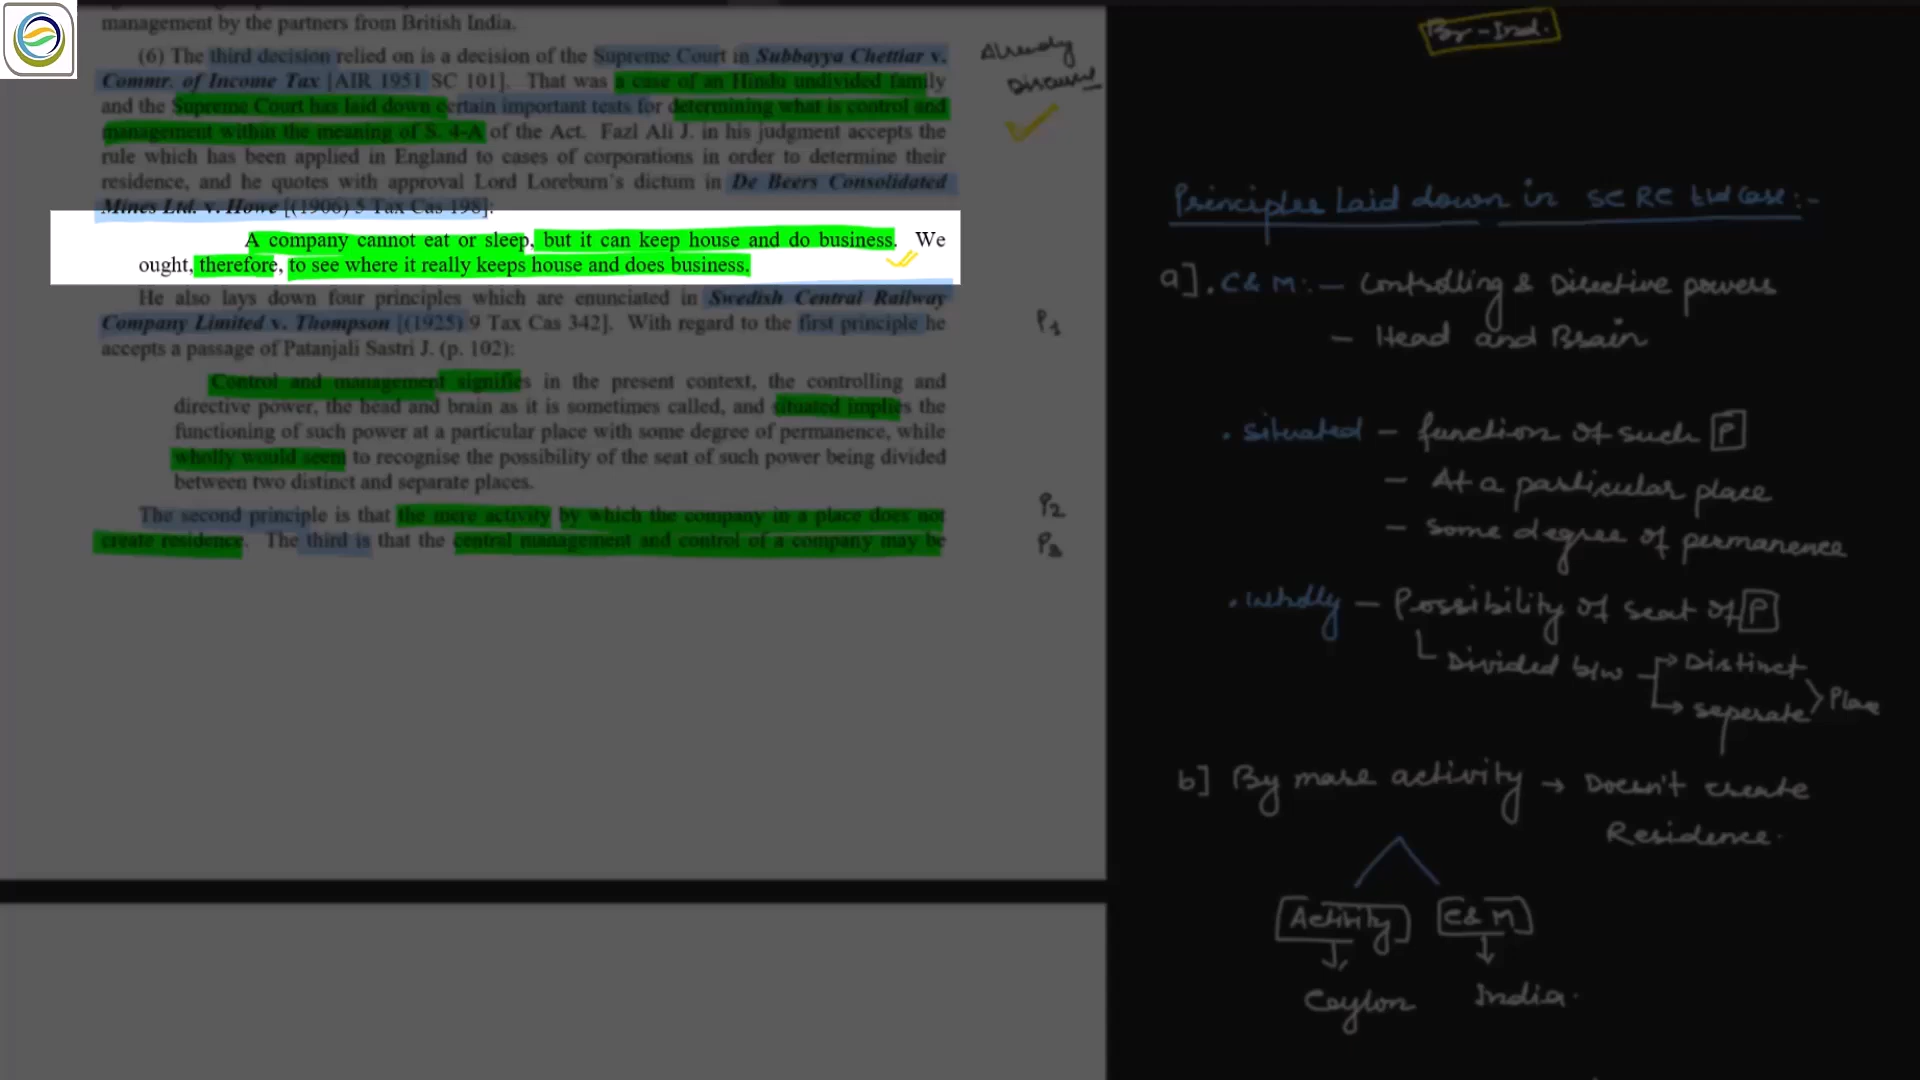 management by the partners from British India.
(6) The third decision relied on is a decision of the Supreme Court in Subbayya Chettiar v.
Commr. of Income Tax [AIR 1951 SC 101]. That was a case of an Hindu undivided family
and the Supreme Court has laid down certain important tests for determining what is control and
management within the meaning of S. 4-A of the Act. Fazl Ali J. in his judgment accepts the
rule which has been applied in England to cases of corporations in order to determine their
residence, and he quotes with approval Lord Loreburn's dictum in De Beers Consolidated
Mines Ltd. v. Howe [(1906) 5 Tax Cas 198]:
A company cannot eat or sleep, but it can keep house and do business. We
ought, therefore, to see where it really keeps house and does business.
He also lays down four principles which are enunciated in Swedish Central Railway
Company Limited v. Thompson [(1925) 9 Tax Cas 342]. With regard to the first principle he
accepts a passage of Patanjali Sastri J. (p. 102):
Control and management signifies in the present context, the controlling and
directive power, the head and brain as it is sometimes called, and situated implies the
functioning of such power at a particular place with some degree of permanence, while
wholly would seem to recognise the possibility of the seat of such power being divided
between two distinct and separate places.
The second principle is that the mere activity by which the company in a place does not
create residence. The third is that the central management and control of a company may be
Already
P1
P2
P3
Br-Ind.
Principles Laid down in SC RC Ltd Case:-
a]. C & M:- Controlling & Directive powers
- Head and Brain
. Situated - function of such P
- At a particular place
- Some degree of permanence
. Wholly - Possibility of seat of P
Divided b/w → Distinct
→ seperate
Place
b] By mare activity → Doesn't create
Residence.
Activity C & M
Ceylon India.